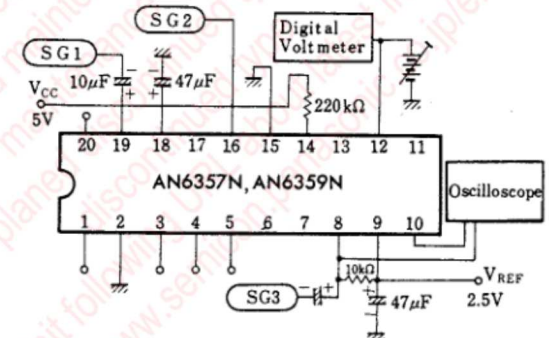 SG2
Digital
Voltmeter
SG1
10μF
47μF
VCC
5V
220kΩ
20 19 18 17 16 15 14 13 12 11
AN6357N, AN6359N
Oscilloscope
1 2 3 4 5 6 7 8 9 10
10kΩ
VREF
2.5V
SG3
47μF